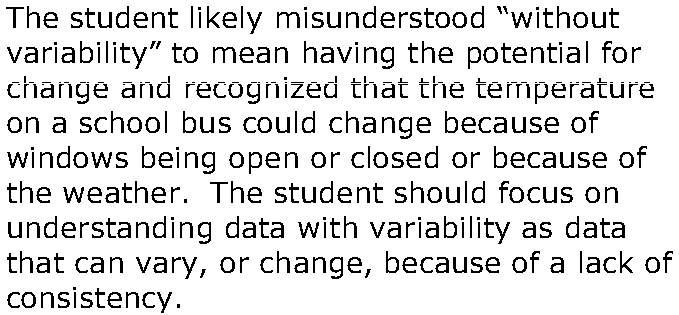 The student likely misunderstood “without
variability” to mean having the potential for
change and recognized that the temperature
on a school bus could change because of
windows being open or closed or because of
the weather.  The student should focus on
understanding data with variability as data
that can vary, or change, because of a lack of
consistency.